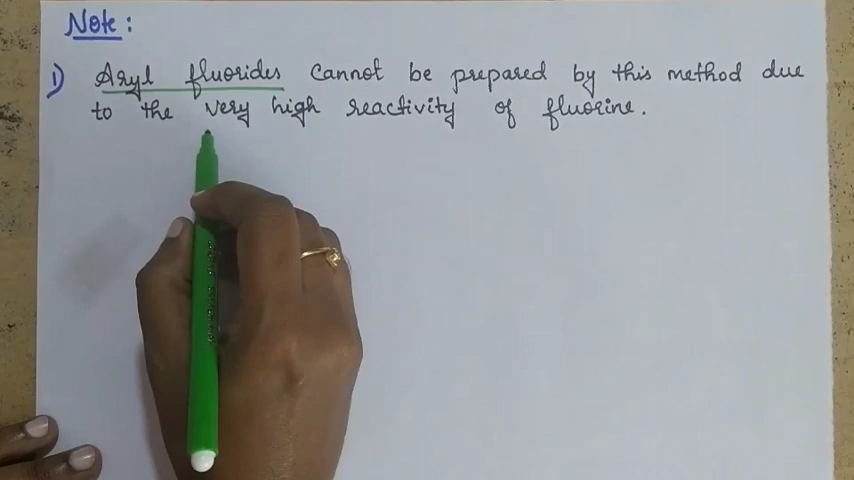 Note:
1) Aryl fluorides cannot be prepared by this method due
to the very high reactivity of fluorine.